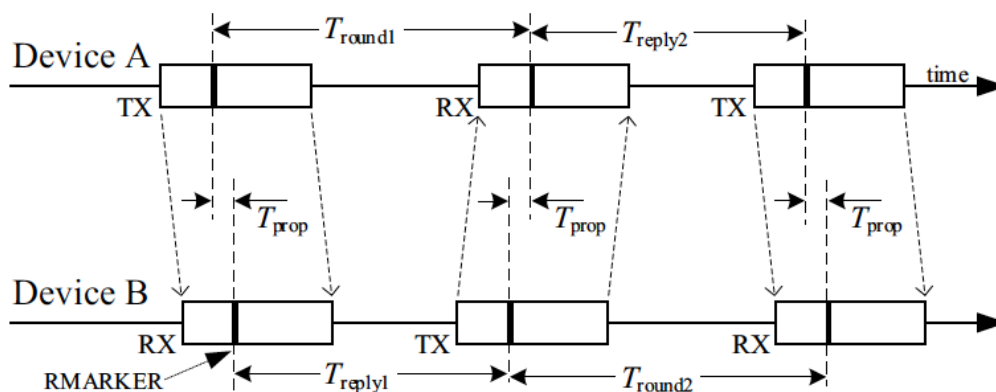 Tround1
Treply2
Device A
time
TX
RX
TX
Tprop
Tprop
Tprop
Device B
RX
TX
RX
RMARKER
Treply1
Tround2